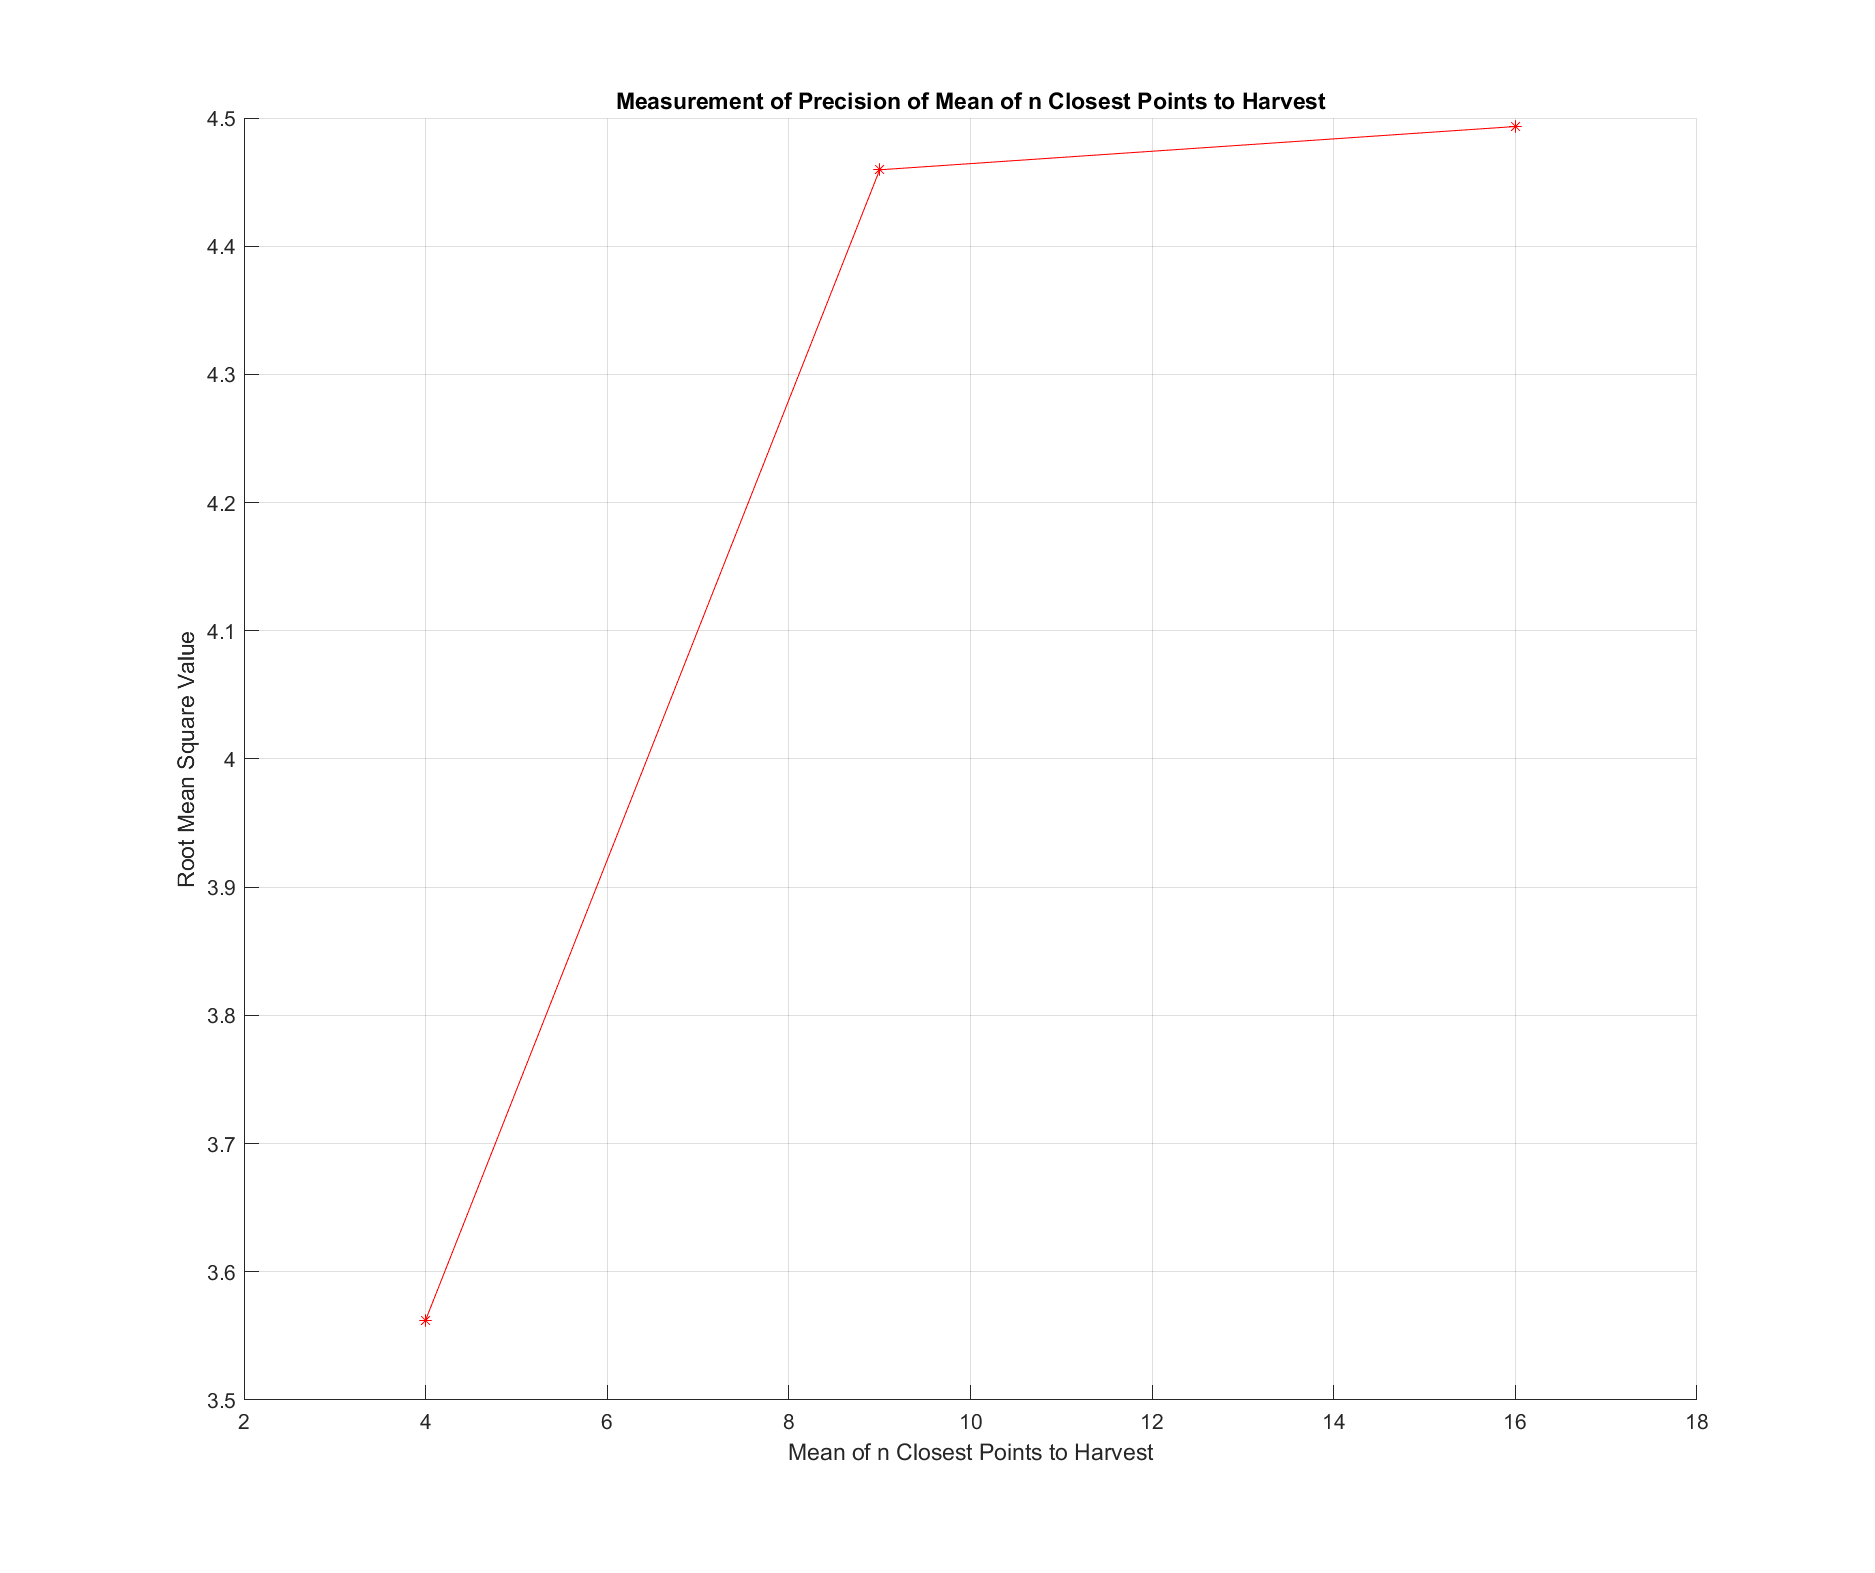 Measurement of Precision of Mean of n Closest Points to Harvest
4.5
4.4
4.3
4.2
4.1
4
3.9
3.8
3.7
3.6
3.5
Root Mean Square Value
2 4 6 8 10 12 14 16 18
Mean of n Closest Points to Harvest